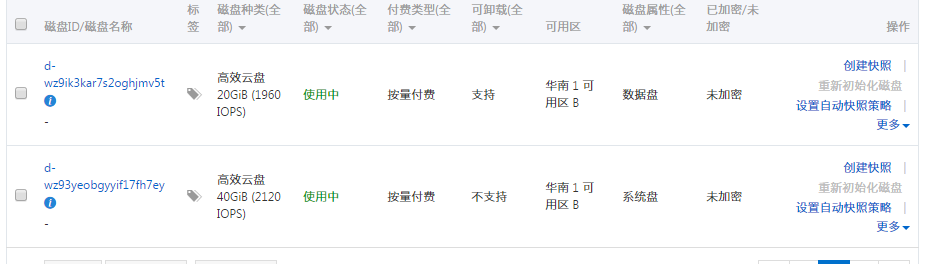 磁盘ID/磁盘名称
标签
磁盘种类(全部)
磁盘状态(全部)
付费类型(全部)
可卸载(全部)
可用区
磁盘属性(全部)
已加密/未加密
操作
d-
wz9ik3kar7s2oghjmv5t
-
高效云盘
20GiB (1960
IOPS)
使用中
按量付费
支持
华南 1 可
用区 B
数据盘
未加密
创建快照 |
重新初始化磁盘
设置自动快照策略 |
更多
d-
wz93yeobgyyif17fh7ey
-
高效云盘
40GiB (2120
IOPS)
使用中
按量付费
不支持
华南 1 可
用区 B
系统盘
未加密
创建快照 |
重新初始化磁盘
设置自动快照策略 |
更多